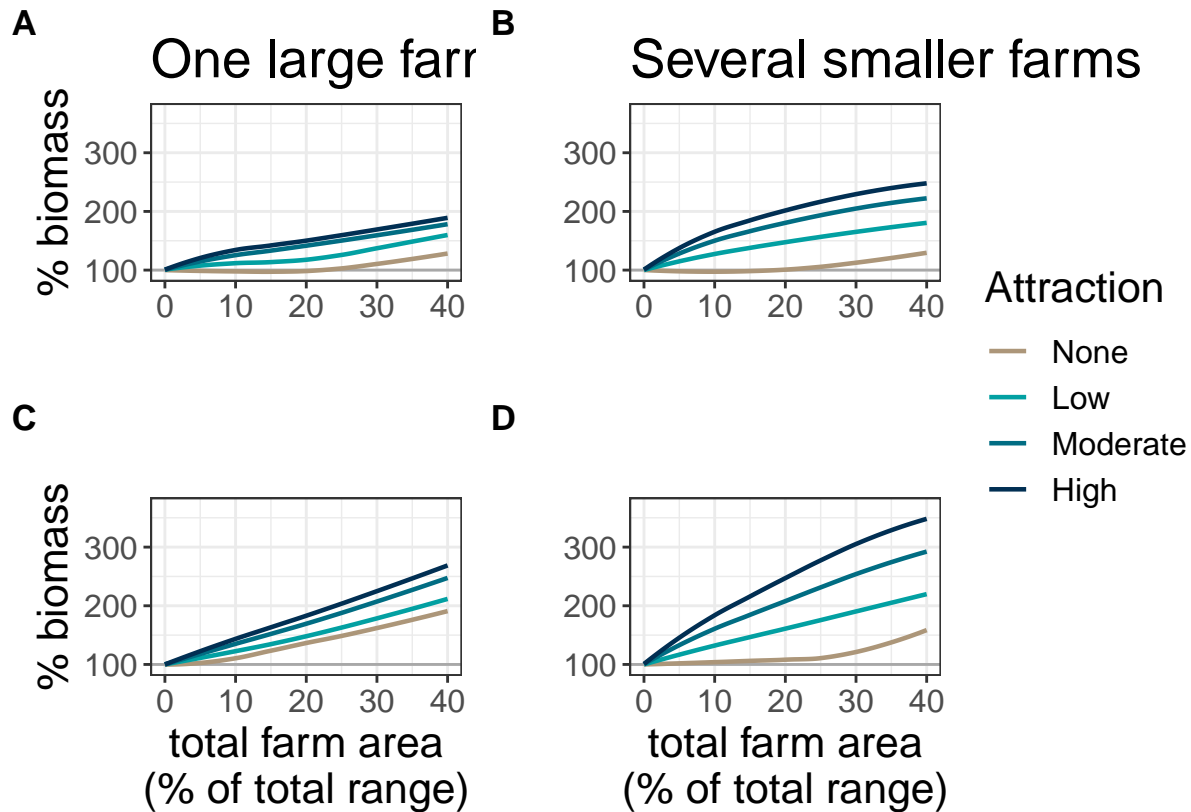 A
One large farm
% biomass
300
200
100
0 10 20 30 40
B
Several smaller farms
300
200
100
0 10 20 30 40
C
% biomass
300
200
100
0 10 20 30 40
total farm area
(% of total range)
D
300
200
100
0 10 20 30 40
total farm area
(% of total range)
Attraction
None
Low
Moderate
High